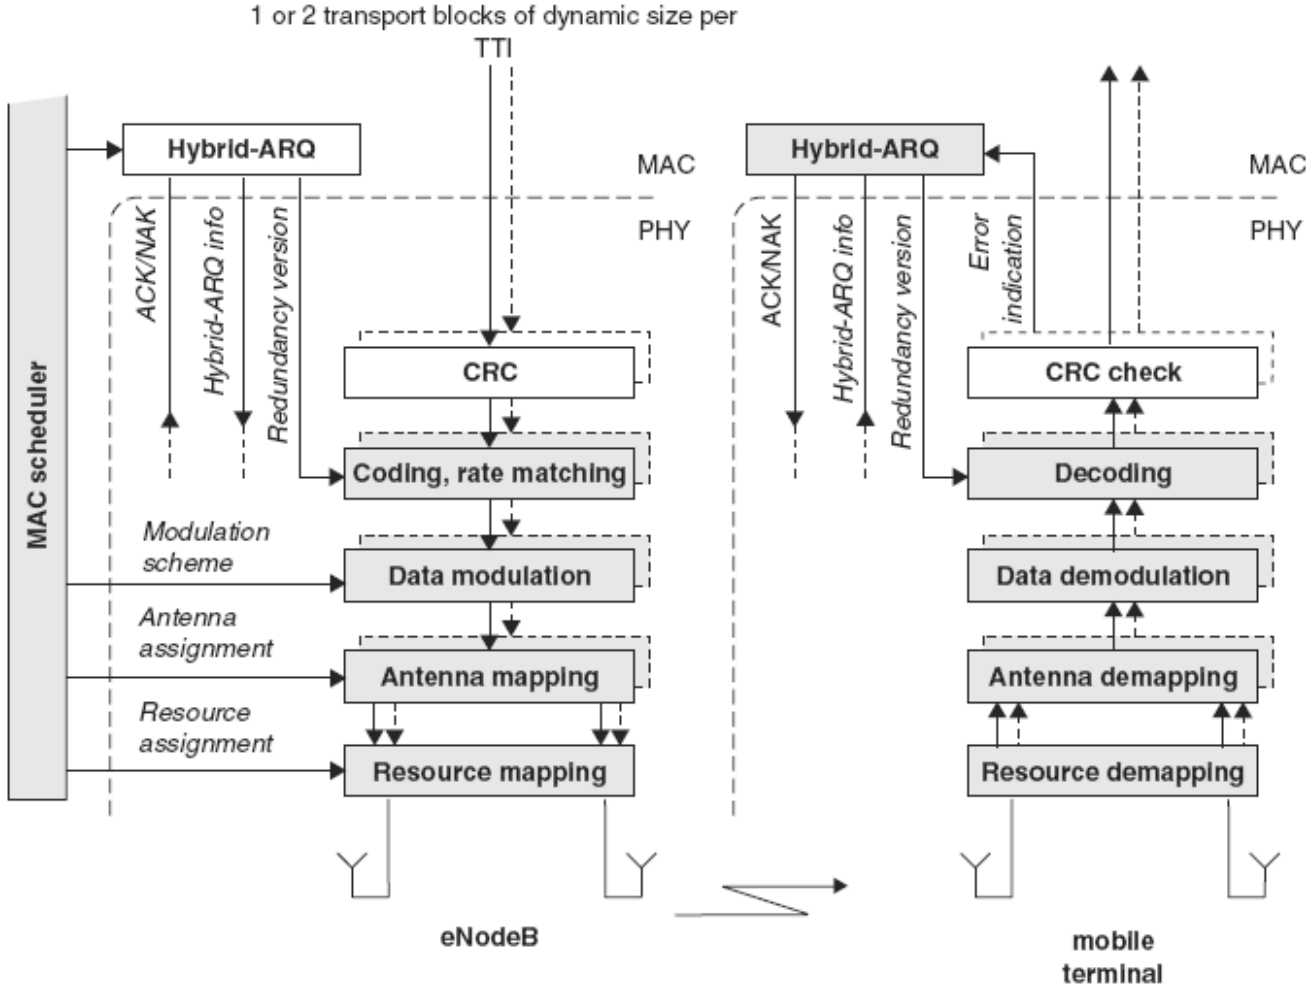 1 or 2 transport blocks of dynamic size per
TTI
MAC scheduler
Hybrid-ARQ
MAC
PHY
ACK/NAK
Hybrid-ARQ info
Redundancy version
CRC
Coding, rate matching
Modulation
scheme
Data modulation
Antenna
assignment
Antenna mapping
Resource
assignment
Resource mapping
eNodeB
Hybrid-ARQ
MAC
PHY
ACK/NAK
Hybrid-ARQ info
Redundancy version
Error
indication
CRC check
Decoding
Data demodulation
Antenna demapping
Resource demapping
mobile
terminal